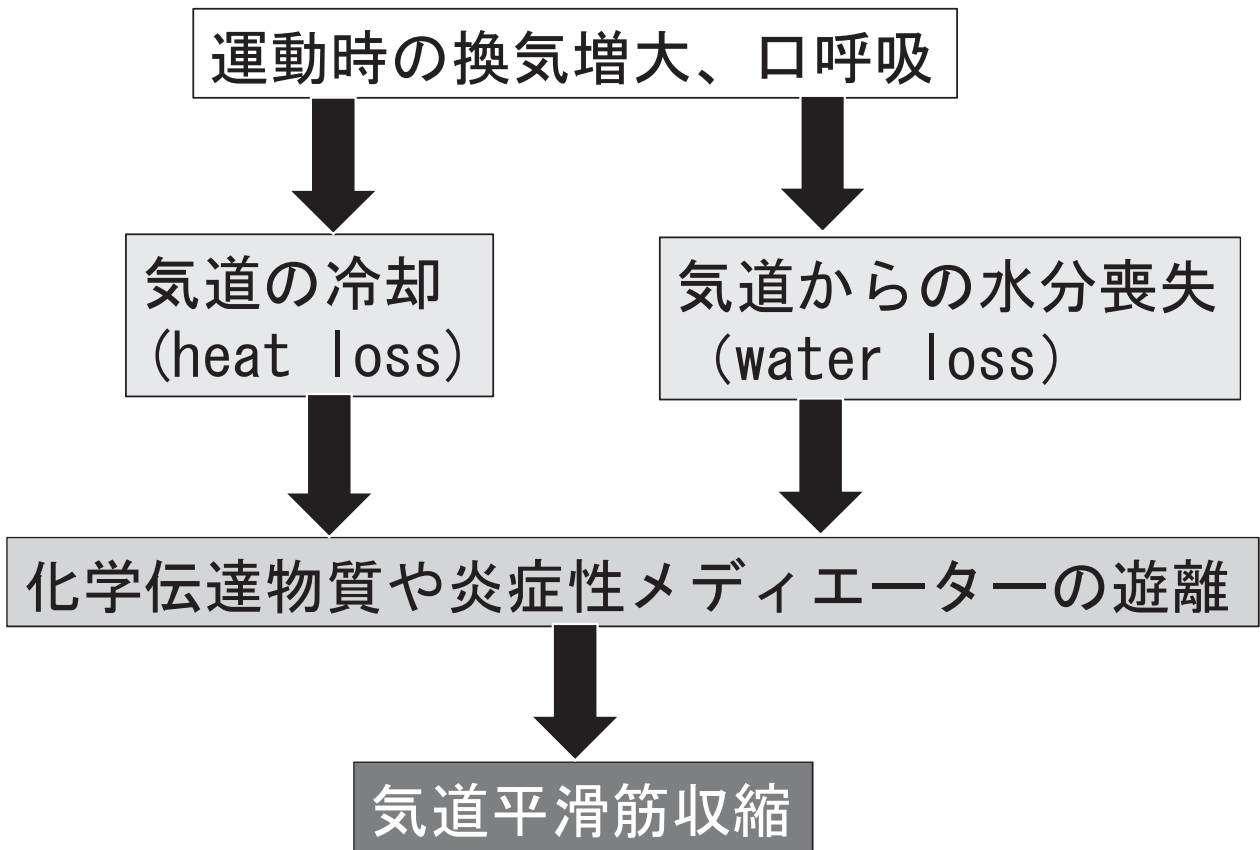 運動時の換気増大、口呼吸
気道の冷却
(heat loss)
気道からの水分喪失
(water loss)
化学伝達物質や炎症性メディエーターの遊離
気道平滑筋収縮